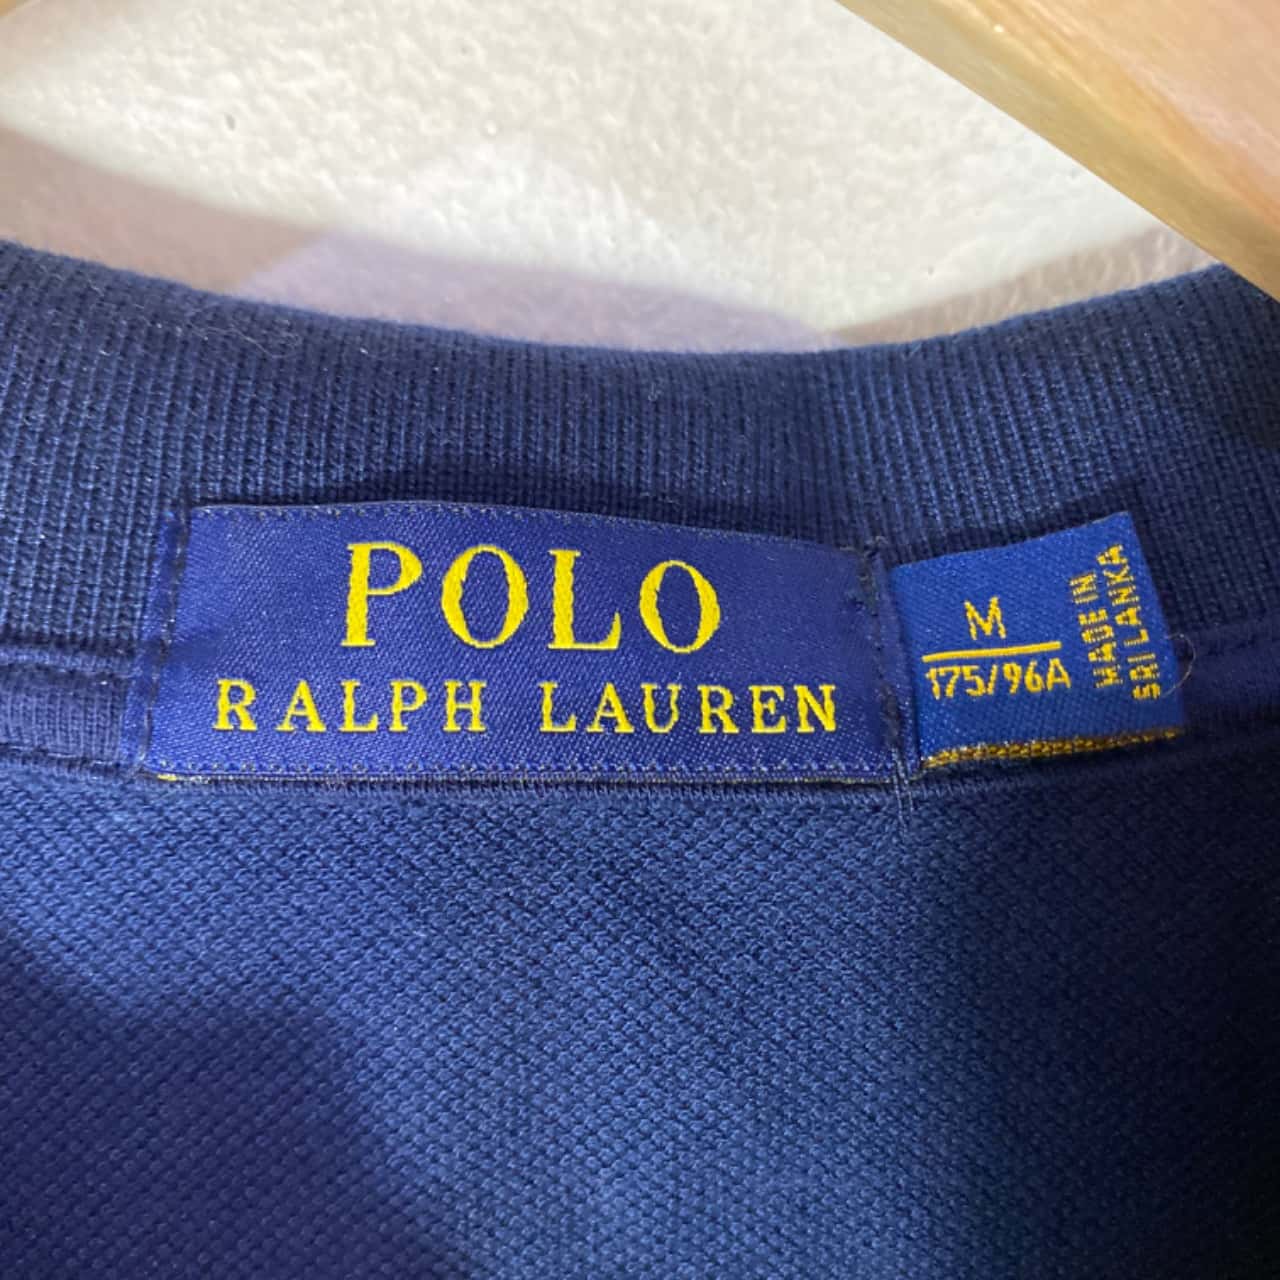 POLO
RALPH LAUREN
M
175/96A
MADE IN
SRI LANKA